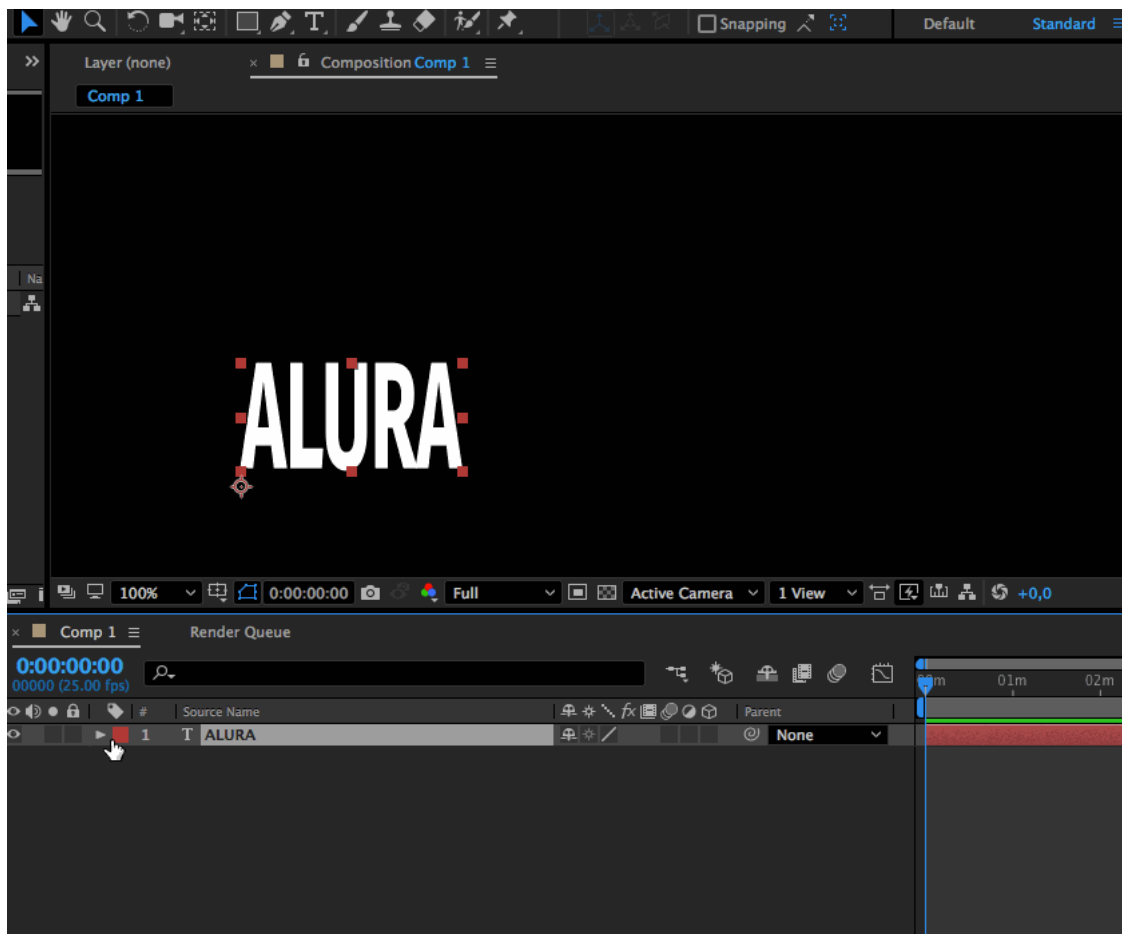 Snapping Default Standard
Layer (none) × Composition Comp 1
Comp 1
Na
ALURA
100% 0:00:00:00 Full Active Camera 1 View +0,0
× Comp 1 Render Queue
0:00:00:00
00000 (25.00 fps)
01m 02m
# Source Name fx Parent
1 T ALURA None